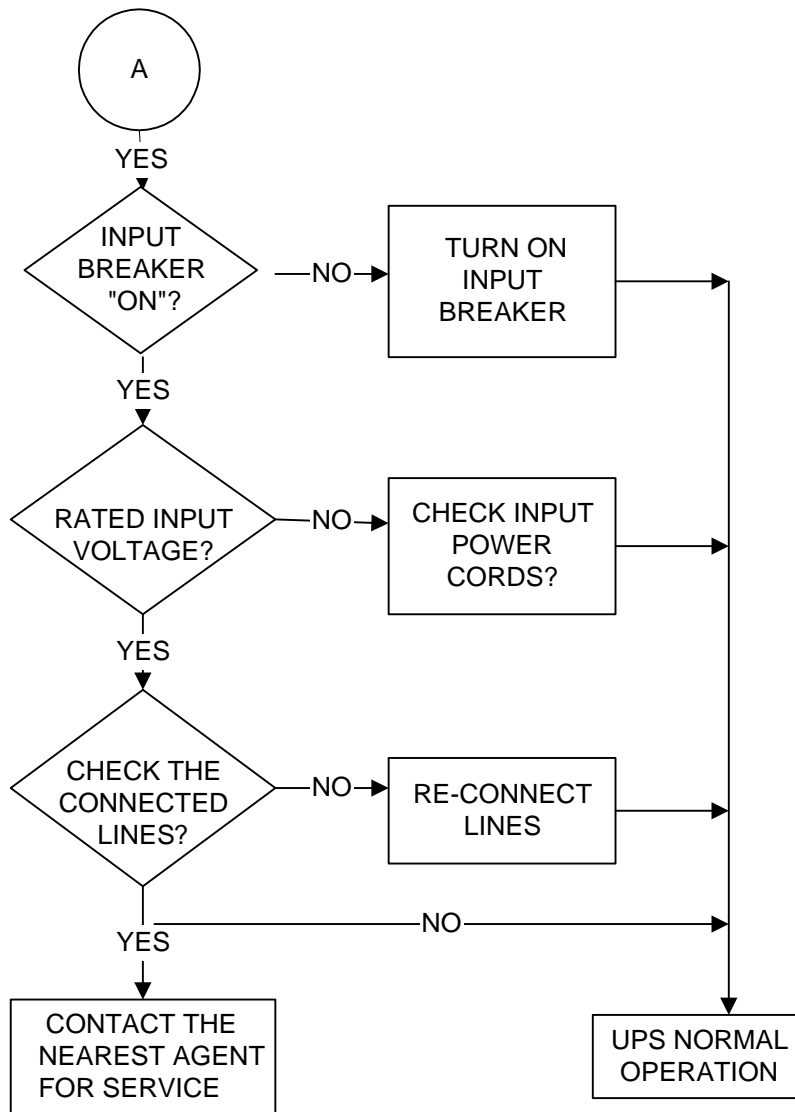 A
YES
INPUT
BREAKER
"ON"?
NO
TURN ON
INPUT
BREAKER
YES
RATED INPUT
VOLTAGE?
NO
CHECK INPUT
POWER
CORDS?
YES
CHECK THE
CONNECTED
LINES?
NO
RE-CONNECT
LINES
NO
YES
CONTACT THE
NEAREST AGENT
FOR SERVICE
UPS NORMAL
OPERATION